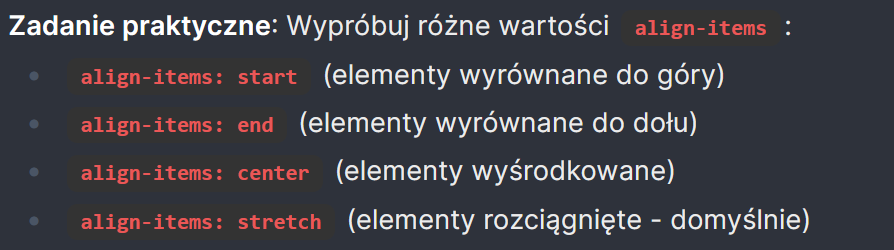 Zadanie praktyczne: Wypróbuj różne wartości align-items :
align-items: start (elementy wyrównane do góry)
align-items: end (elementy wyrównane do dołu)
align-items: center (elementy wyśrodkowane)
align-items: stretch (elementy rozciągnięte - domyślnie)